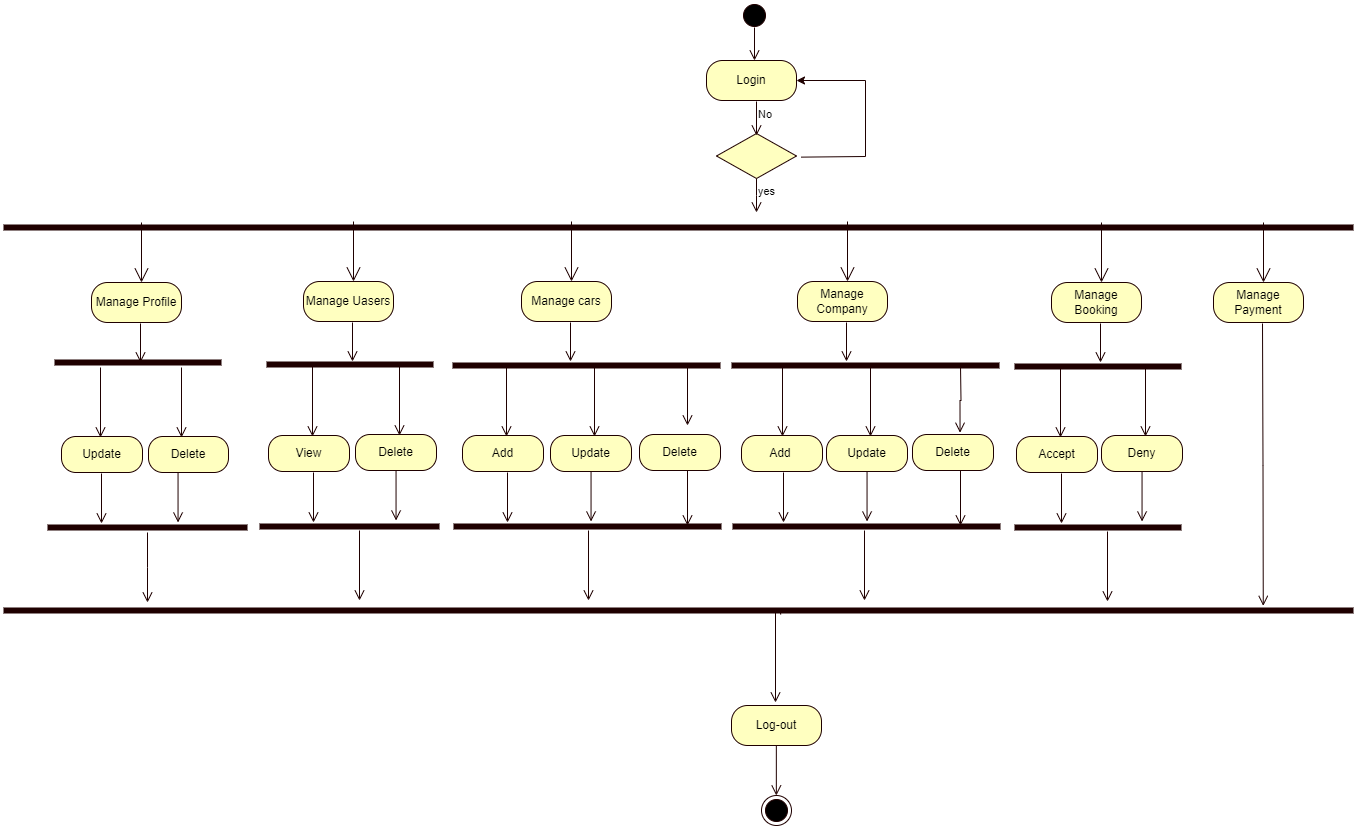 Login
No
yes
Manage Profile
Manage Uasers
Manage cars
Manage
Company
Manage
Booking
Manage
Payment
Update
Delete
View
Delete
Add
Update
Delete
Add
Update
Delete
Accept
Deny
Log-out